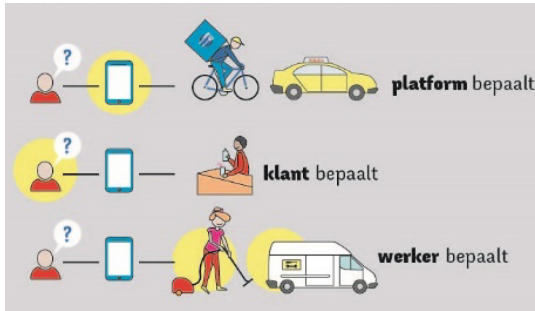 ?
platform bepaalt
?
klant bepaalt
?
werker bepaalt